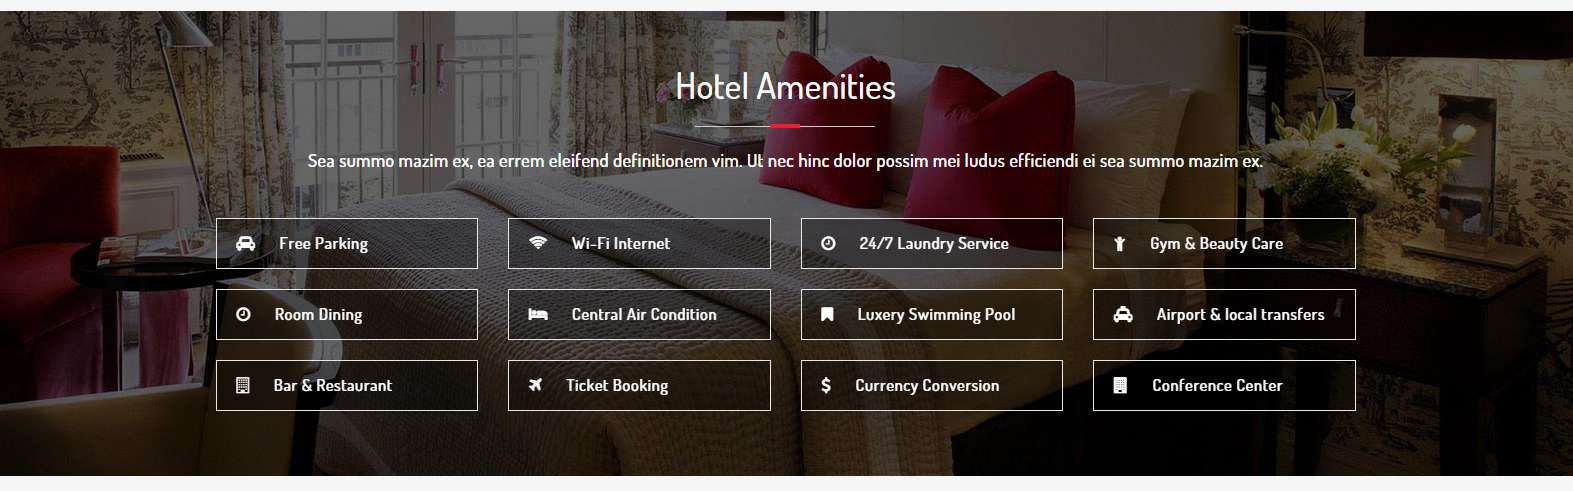 Hotel Amenities
Sea summo mazim ex, ea errem eleifend definitionem vim. Ut nec hinc dolor possim mei ludus efficiendi ei sea summo mazim ex.
Free Parking
Wi-Fi Internet
24/7 Laundry Service
Gym & Beauty Care
Room Dining
Central Air Condition
Luxery Swimming Pool
Airport & local transfers
Bar & Restaurant
Ticket Booking
Currency Conversion
Conference Center